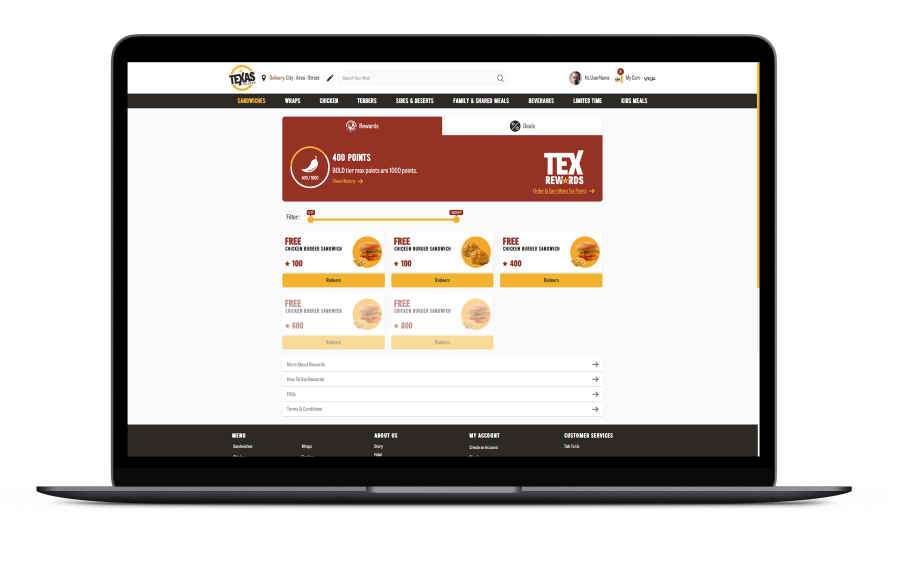 TEXAS
Delivery: City - Area - Street
Search Your Meal
Hi, User Name
My Cart
عربي
SANDWICHES WRAPS CHICKEN TENDERS SIDES & DESERTS FAMILY & SHARED MEALS BEVERAGES LIMITED TIME KIDS MEALS
Rewards
Deals
400 POINTS
BOLD tier max points are 1000 points.
View History →
400 / 1000
TEX
REWARDS
Order & Earn More Tex Points →
Filter:
FREE
CHICKEN BURGER SANDWICH
★ 100
Redeem
FREE
CHICKEN BURGER SANDWICH
★ 100
Redeem
FREE
CHICKEN BURGER SANDWICH
★ 400
Redeem
FREE
CHICKEN BURGER SANDWICH
★ 600
Redeem
FREE
CHICKEN BURGER SANDWICH
★ 800
Redeem
More About Rewards →
How To Use Rewards →
FAQs →
Terms & Conditions →
MENU
Sandwiches
Wraps
ABOUT US
Story
MY ACCOUNT
Create an Account
CUSTOMER SERVICES
Talk To Us